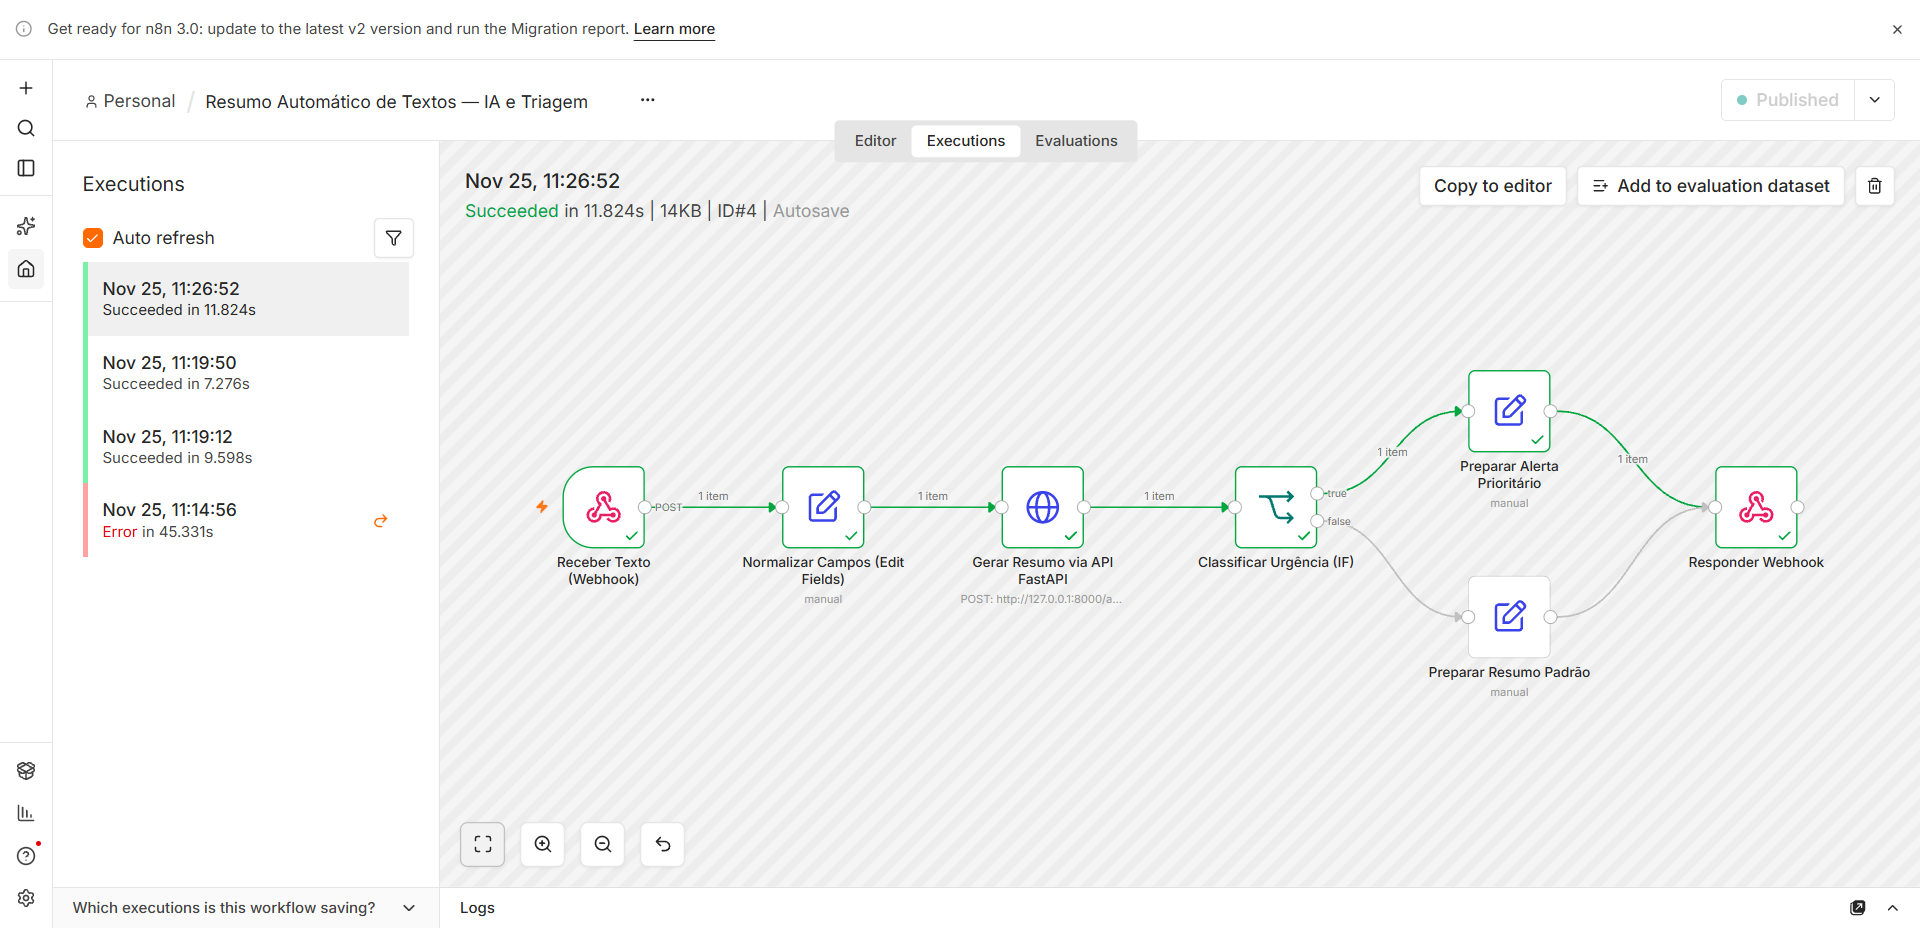 Get ready for n8n 3.0: update to the latest v2 version and run the Migration report. Learn more
Personal / Resumo Automático de Textos — IA e Triagem ...
Published
Editor Executions Evaluations
Executions
Auto refresh
Nov 25, 11:26:52
Succeeded in 11.824s
Nov 25, 11:19:50
Succeeded in 7.276s
Nov 25, 11:19:12
Succeeded in 9.598s
Nov 25, 11:14:56
Error in 45.331s
Which executions is this workflow saving?
Nov 25, 11:26:52
Succeeded in 11.824s | 14KB | ID#4 | Autosave
Copy to editor
Add to evaluation dataset
Receber Texto
(Webhook)
POST
1 item
Normalizar Campos (Edit
Fields)
manual
1 item
Gerar Resumo via API
FastAPI
POST: http://127.0.0.1:8000/a...
1 item
Classificar Urgência (IF)
true
false
1 item
Preparar Alerta
Prioritário
manual
1 item
Preparar Resumo Padrão
manual
Responder Webhook
Logs